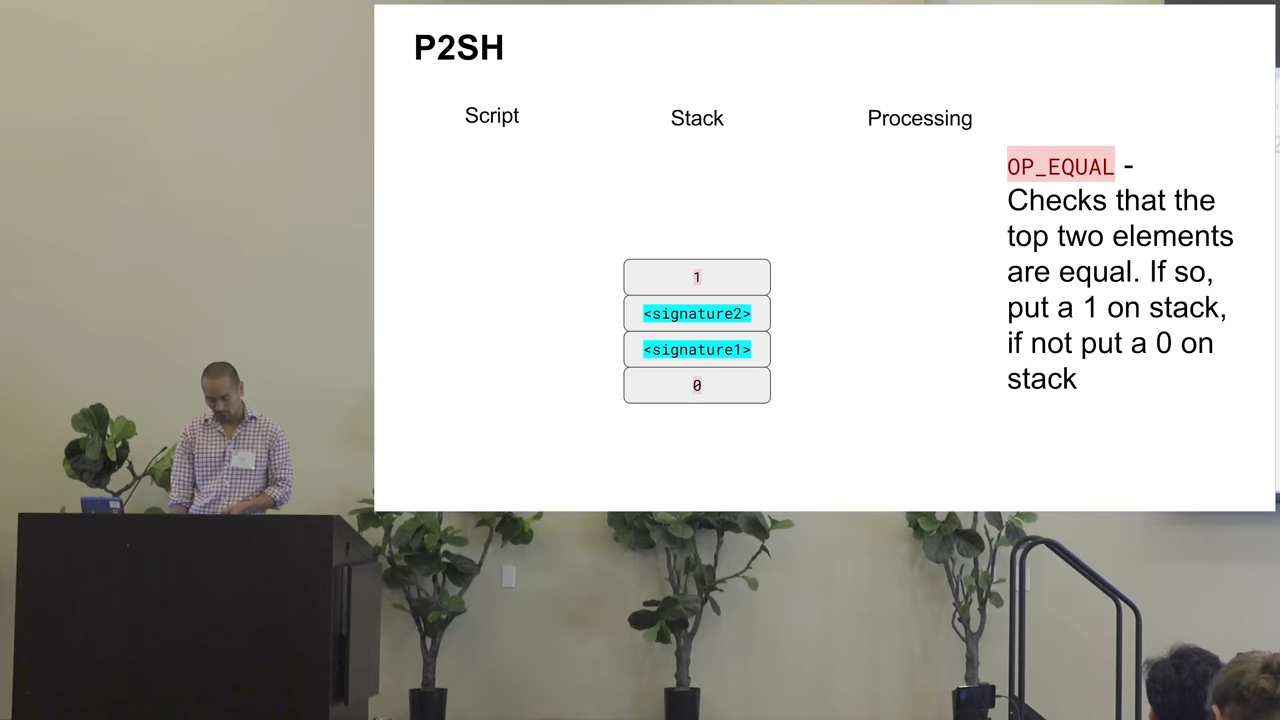 P2SH
Script
Stack
Processing
OP_EQUAL -
Checks that the
top two elements
are equal. If so,
put a 1 on stack,
if not put a 0 on
stack
1
<signature2>
<signature1>
0